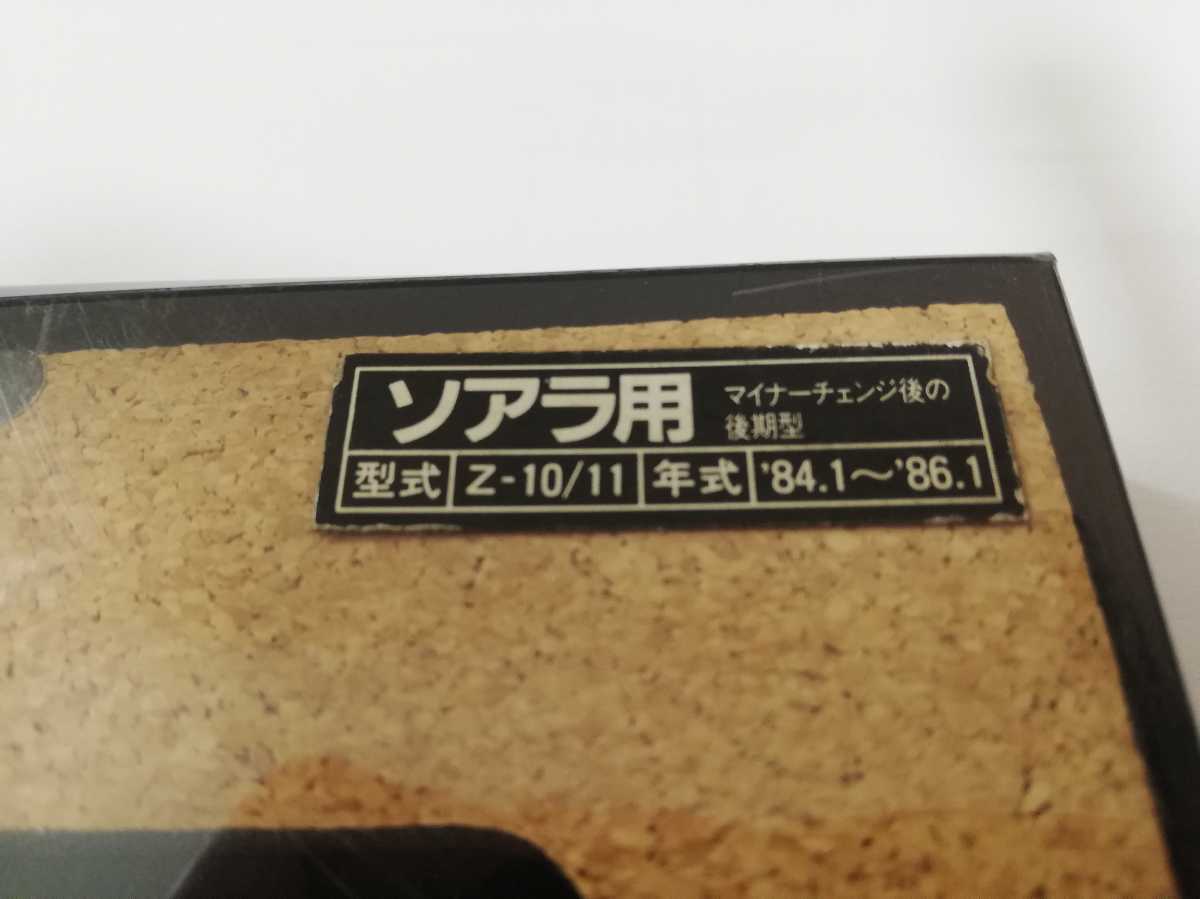 ソアラ用
マイナーチェンジ後の
後期型
型式 Z-10/11 年式 '84.1〜'86.1